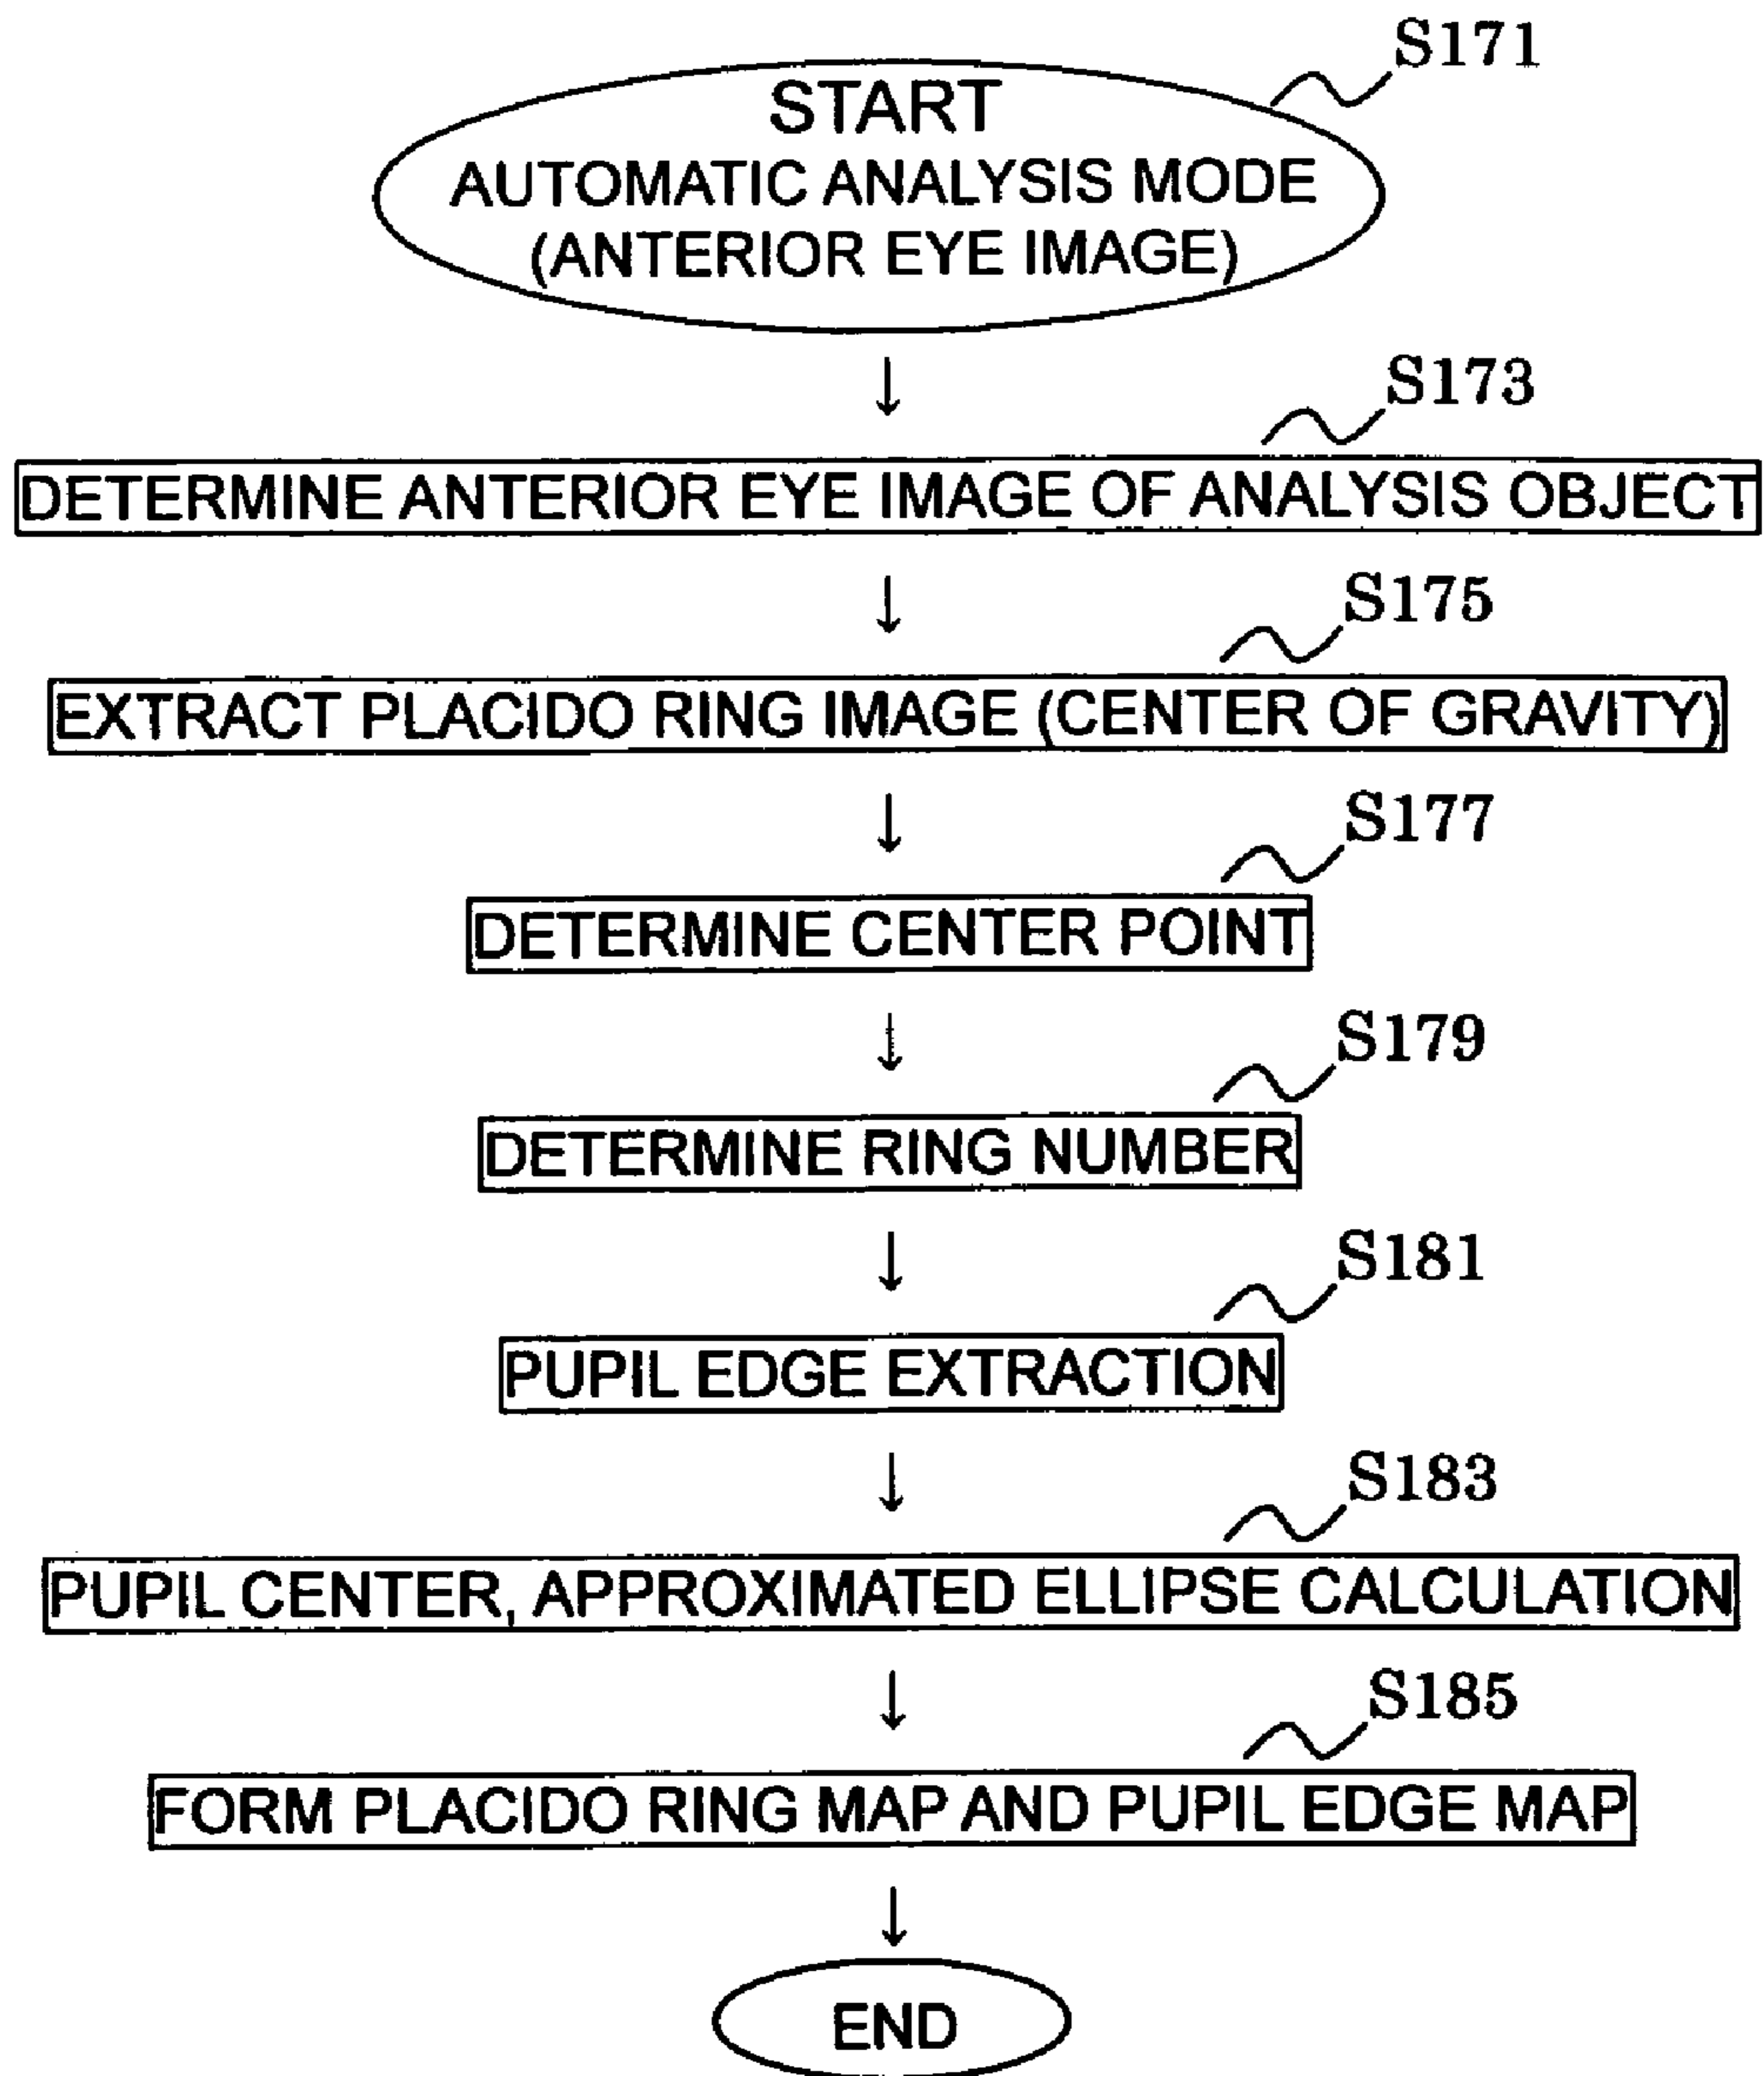 S171
START
AUTOMATIC ANALYSIS MODE
(ANTERIOR EYE IMAGE)
S173
DETERMINE ANTERIOR EYE IMAGE OF ANALYSIS OBJECT
S175
EXTRACT PLACIDO RING IMAGE (CENTER OF GRAVITY)
S177
DETERMINE CENTER POINT
S179
DETERMINE RING NUMBER
S181
PUPIL EDGE EXTRACTION
S183
PUPIL CENTER, APPROXIMATED ELLIPSE CALCULATION
S185
FORM PLACIDO RING MAP AND PUPIL EDGE MAP
END